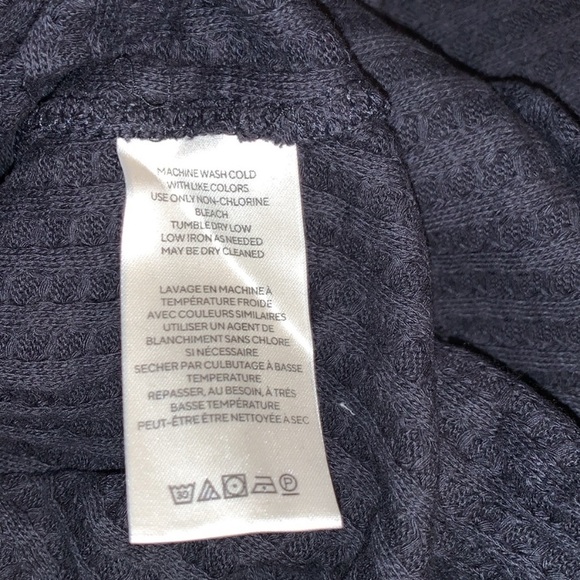 MACHINE WASH COLD
WITH LIKE COLORS
USE ONLY NON-CHLORINE
BLEACH
TUMBLE DRY LOW
LOW IRON AS NEEDED
MAY BE DRY CLEANED
LAVAGE EN MACHINE À
TEMPÉRATURE FROIDE
AVEC COULEURS SIMILAIRES
UTILISER UN AGENT DE
BLANCHIMENT SANS CHLORE
SI NÉCESSAIRE
SECHER PAR CULBUTAGE À BASSE
TEMPERATURE
REPASSER, AU BESOIN, À TRÈS
BASSE TEMPÉRATURE
PEUT-ÊTRE ÊTRE NETTOYÉE À SEC
30 P